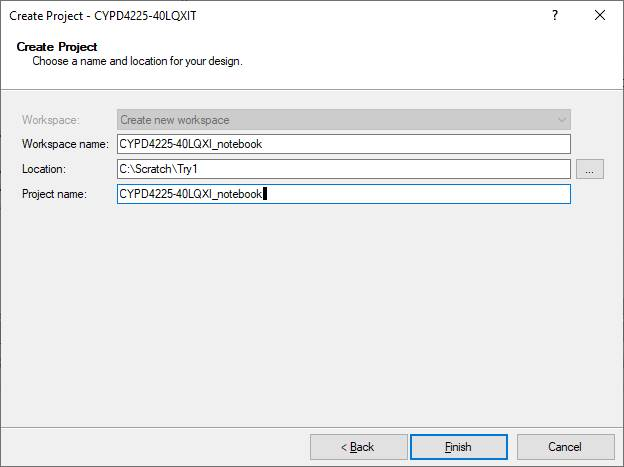 Create Project - CYPD4225-40LQXIT
?
Create Project
Choose a name and location for your design.
Workspace: Create new workspace
Workspace name: CYPD4225-40LQXI_notebook
Location: C:\Scratch\Try1 ...
Project name: CYPD4225-40LQXI_notebook
< Back Finish Cancel